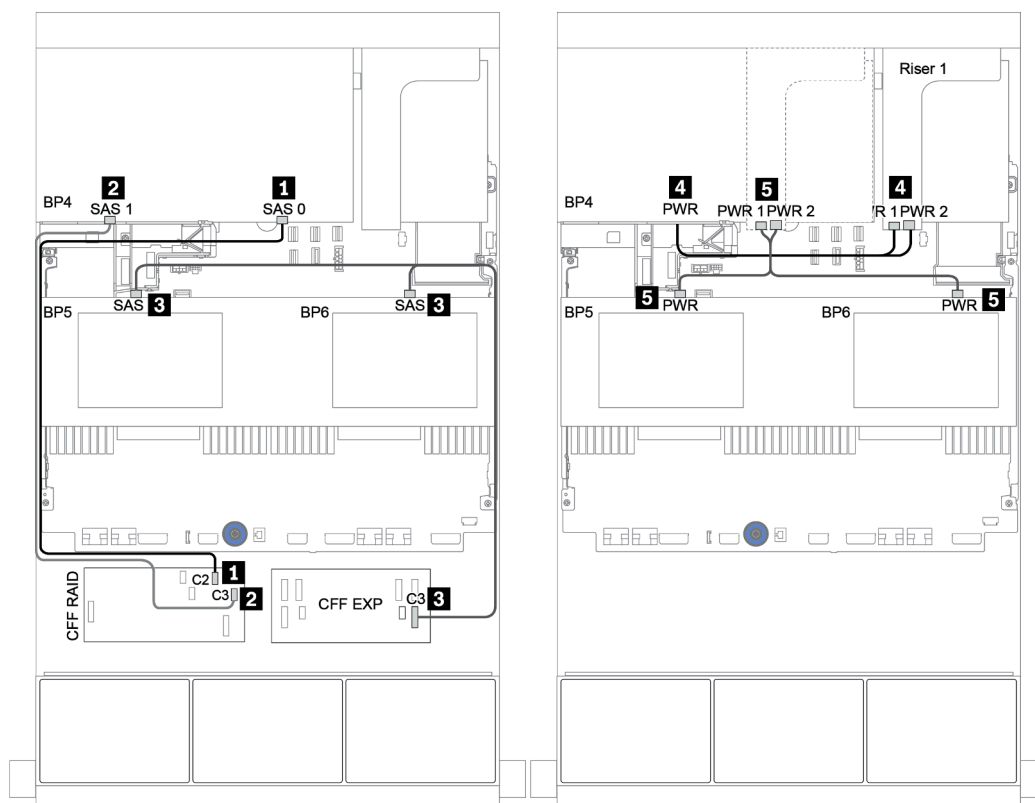 BP4
2
SAS 1
1
SAS 0
BP5
SAS 3
BP6
SAS 3
CFF RAID
C2 1
C3 2
CFF EXP
C3 3
Riser 1
BP4
4
PWR
5
PWR 1 PWR 2
4
R 1 PWR 2
BP5
5 PWR
BP6
PWR 5